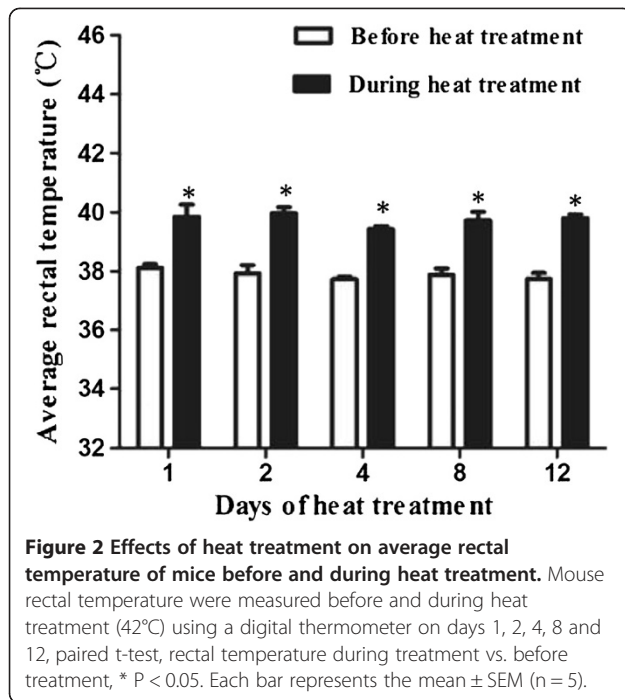 46
44
42
40
38
36
34
32
Average rectal temperature (℃)
Before heat treatment
During heat treatment
* * * * *
1 2 4 8 12
Days of heat treatment
Figure 2 Effects of heat treatment on average rectal
temperature of mice before and during heat treatment. Mouse
rectal temperature were measured before and during heat
treatment (42°C) using a digital thermometer on days 1, 2, 4, 8 and
12, paired t-test, rectal temperature during treatment vs. before
treatment, * P < 0.05. Each bar represents the mean ± SEM (n = 5).